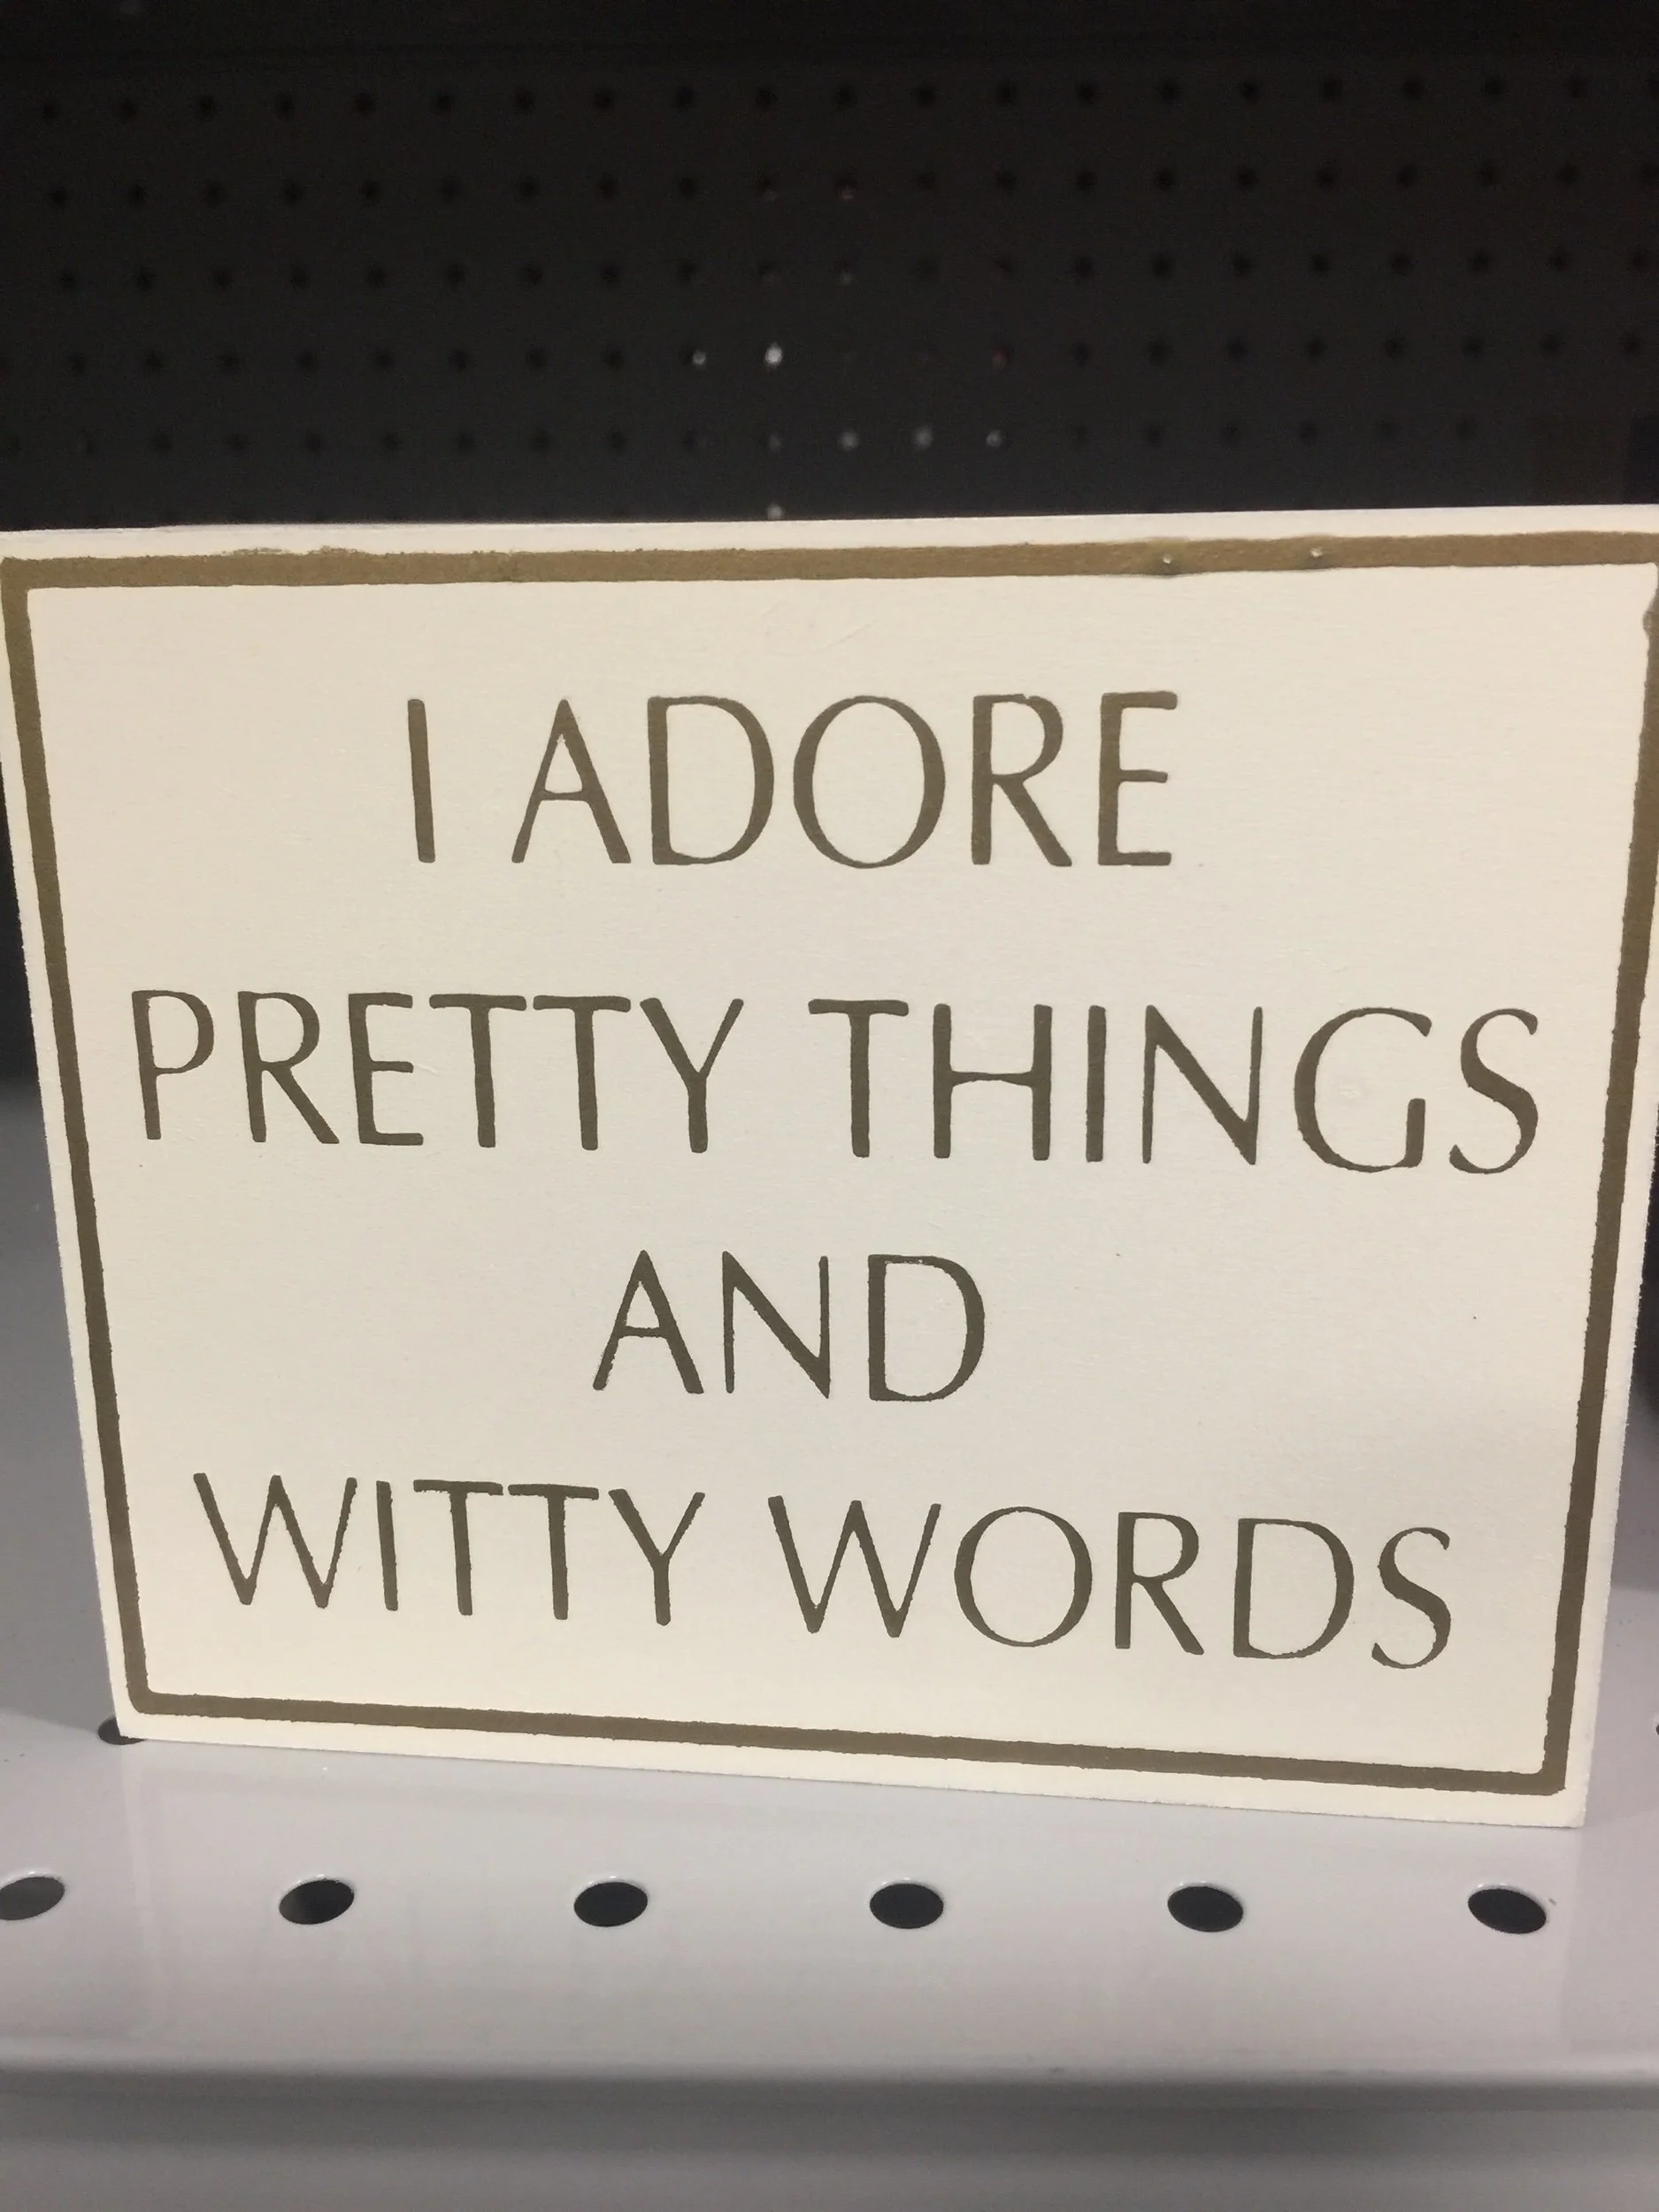 I ADORE
PRETTY THINGS
AND
WITTY WORDS